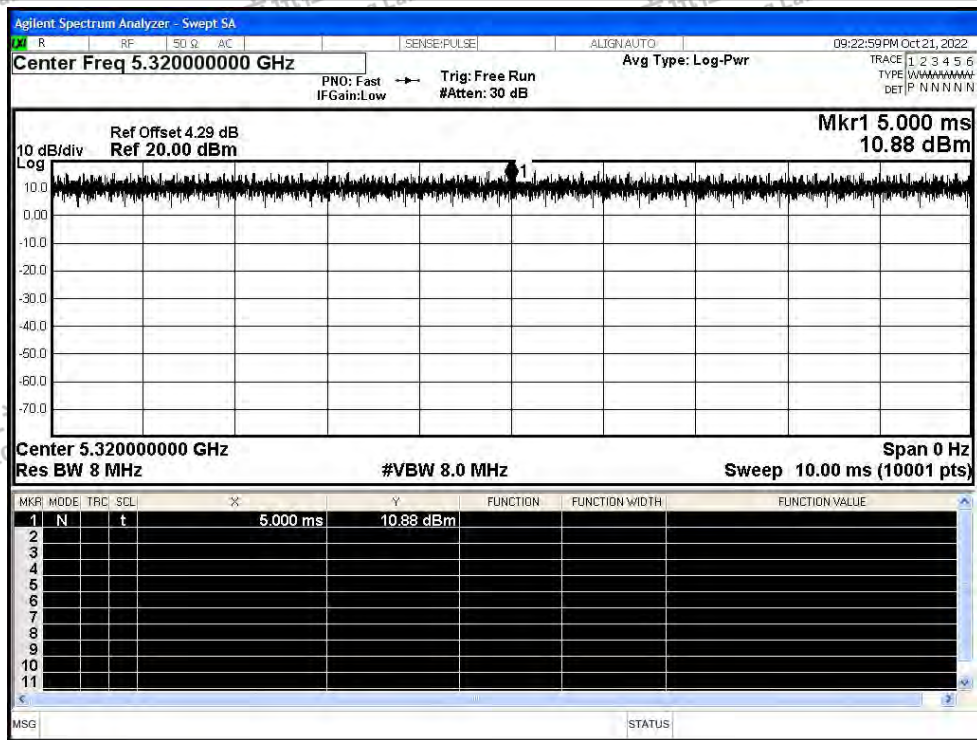 Agilent Spectrum Analyzer - Swept SA
R RF 50 Ω AC SENSE:PULSE ALIGN AUTO 09:22:59 PM Oct 21, 2022
Center Freq 5.320000000 GHz Avg Type: Log-Pwr TRACE 1 2 3 4 5 6
PNO: Fast Trig: Free Run TYPE
IFGain:Low #Atten: 30 dB DET P N N N N N
Mkr1 5.000 ms
Ref Offset 4.29 dB
10 dB/div Ref 20.00 dBm 10.88 dBm
Log
1
10.0
0.00
-10.0
-20.0
-30.0
-40.0
-50.0
-60.0
-70.0
Center 5.320000000 GHz Span 0 Hz
Res BW 8 MHz #VBW 8.0 MHz Sweep 10.00 ms (10001 pts)
MKR MODE TRC SCL X Y FUNCTION FUNCTION WIDTH FUNCTION VALUE
1 N t 5.000 ms 10.88 dBm
2
3
4
5
6
7
8
9
10
11
MSG STATUS